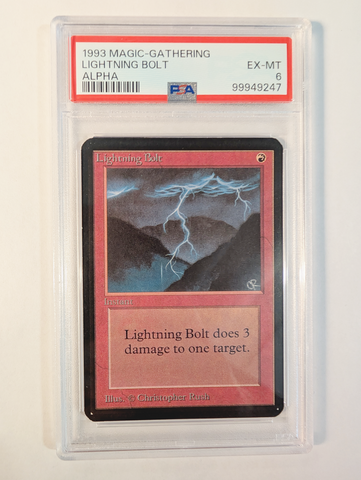 1993 MAGIC-GATHERING EX-MT
LIGHTNING BOLT 6
ALPHA PSA 99949247
Lightning Bolt
Instant
Lightning Bolt does 3
damage to one target.
Illus. © Christopher Rush